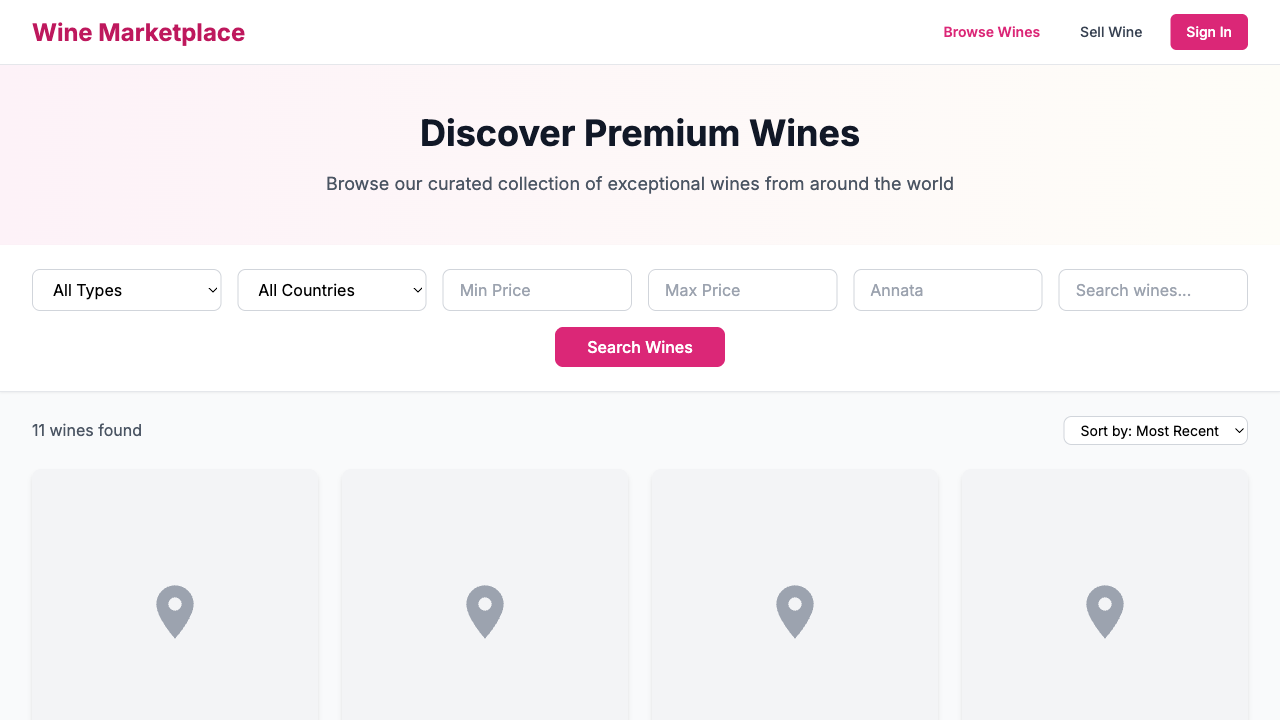 Wine Marketplace
Browse Wines
Sell Wine
Sign In
Discover Premium Wines
Browse our curated collection of exceptional wines from around the world
All Types
All Countries
Min Price
Max Price
Annata
Search wines...
Search Wines
11 wines found
Sort by: Most Recent